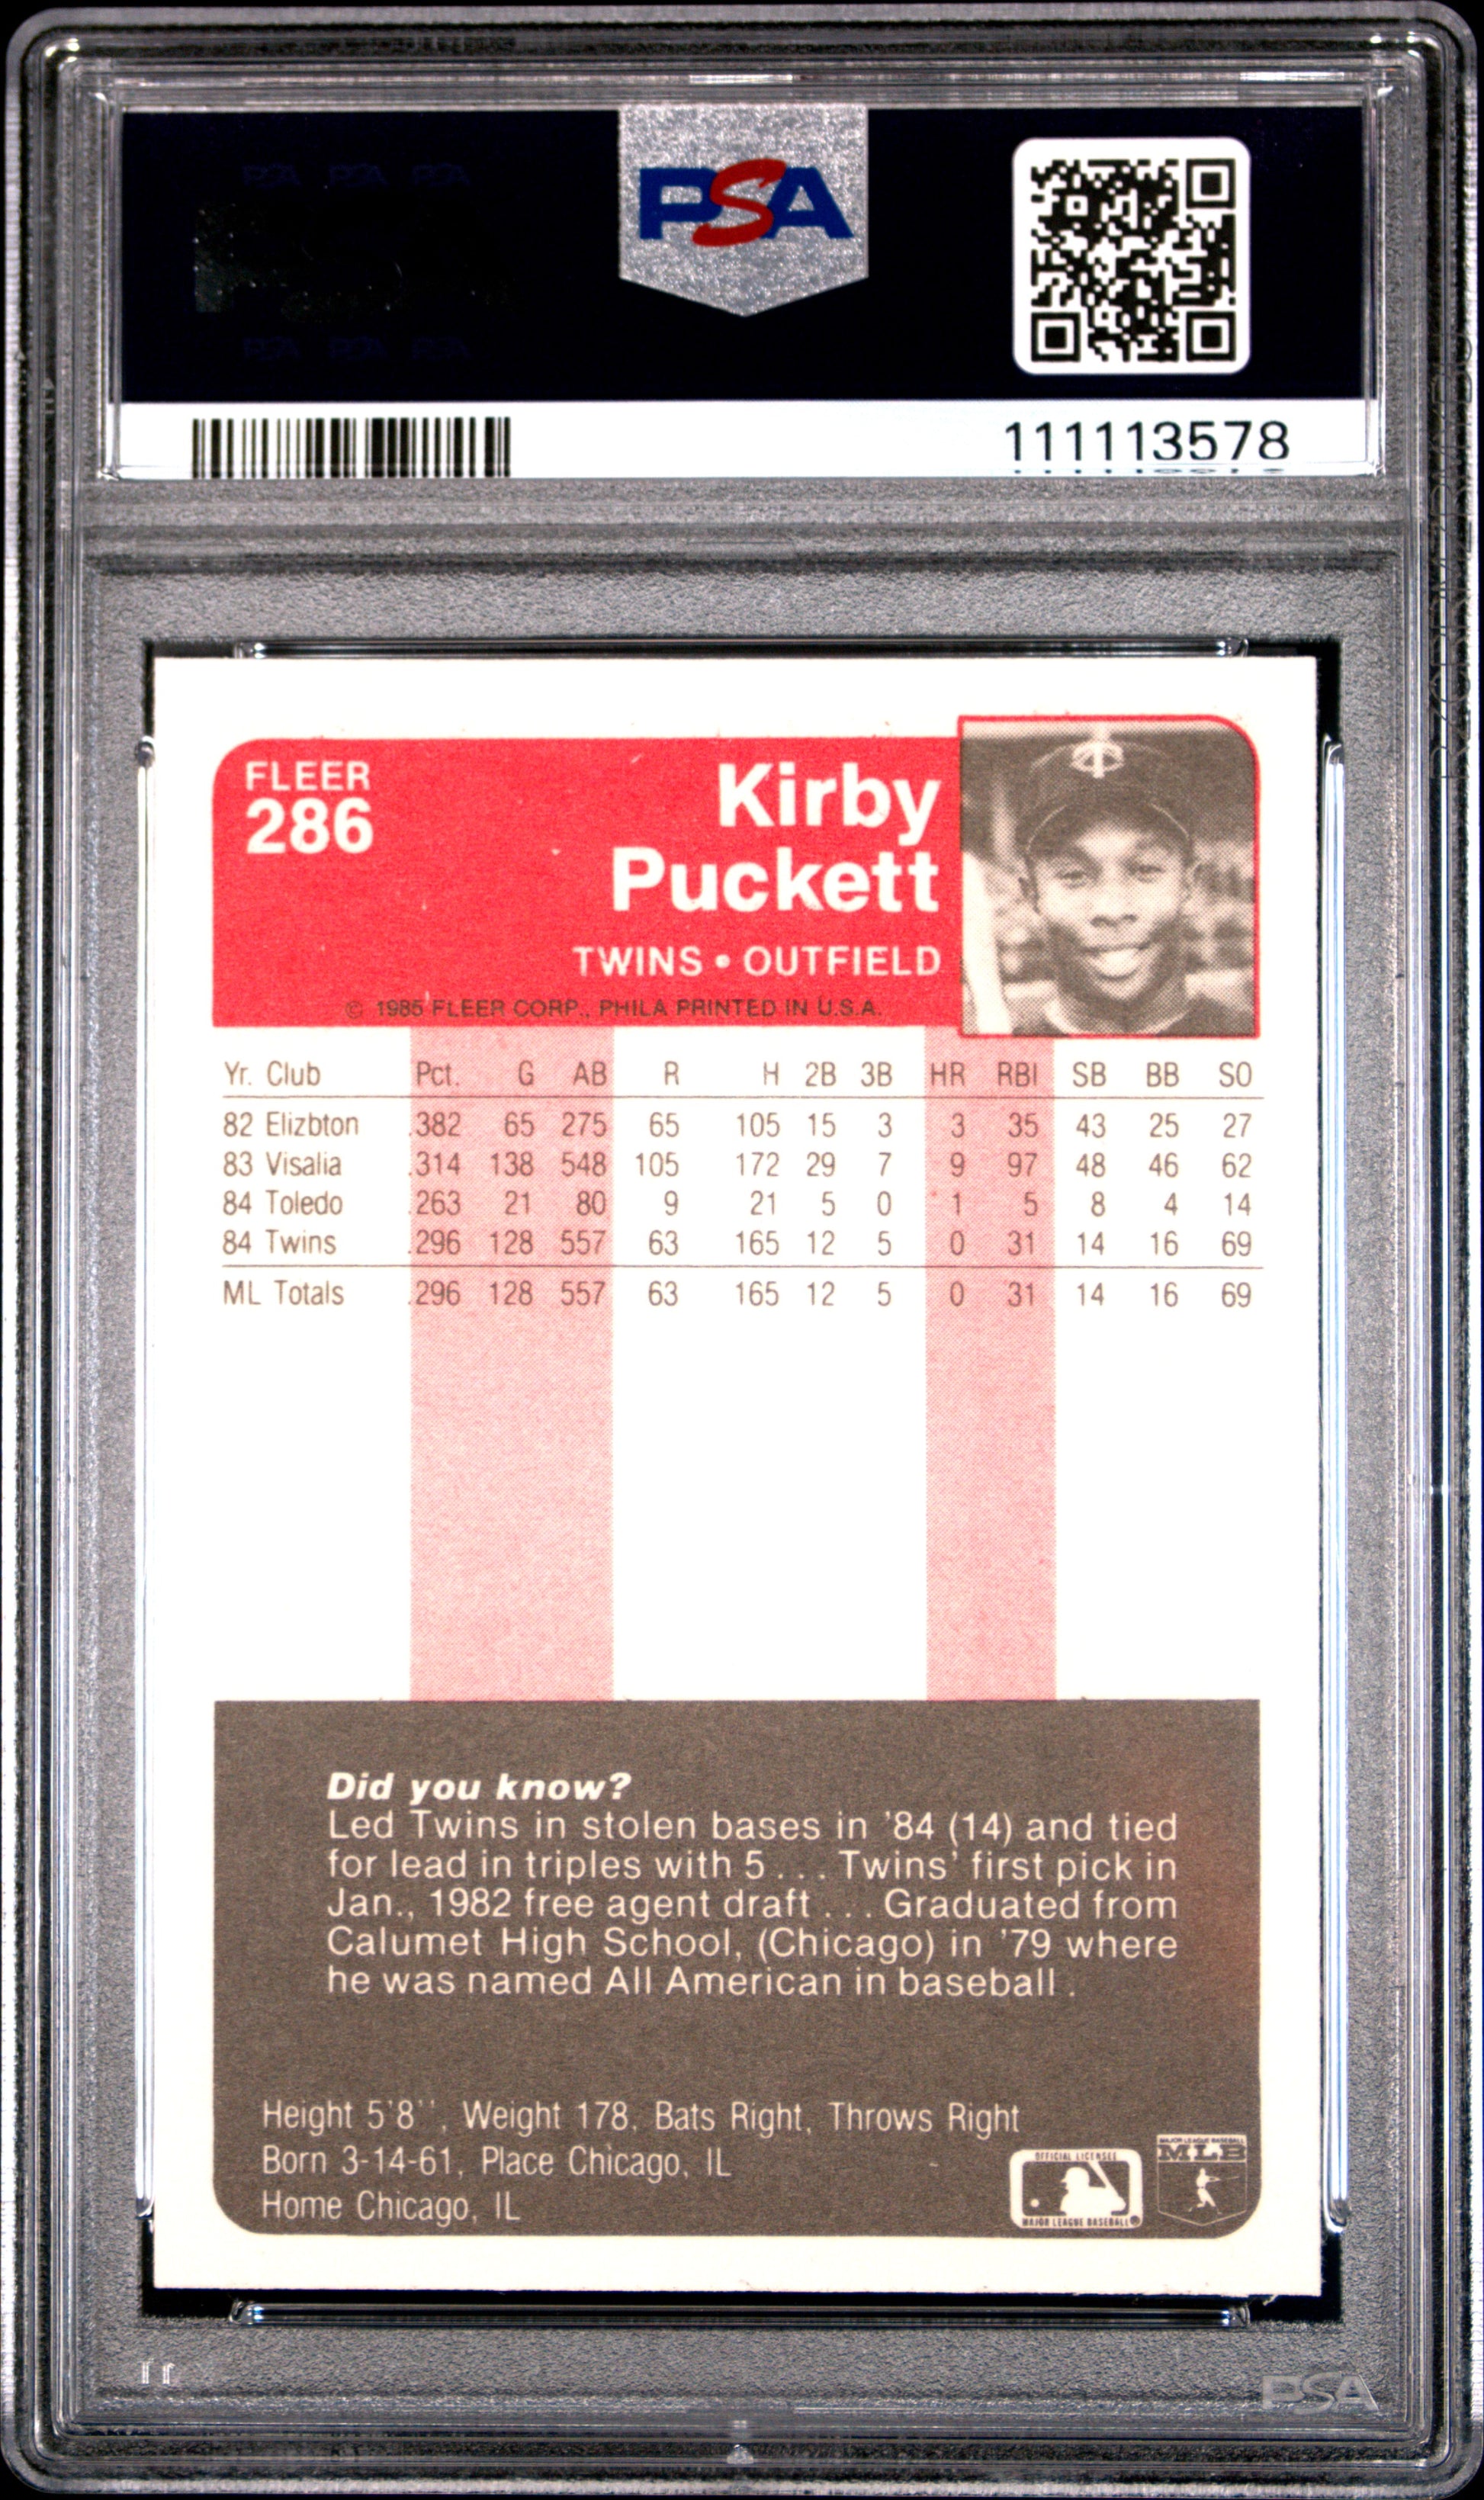 PSA
111113578
FLEER
286
Kirby
Puckett
TWINS • OUTFIELD
© 1985 FLEER CORP., PHILA PRINTED IN U.S.A.
Yr. Club Pct. G AB R H 2B 3B HR RBI SB BB SO
82 Elizbton .382 65 275 65 105 15 3 3 35 43 25 27
83 Visalia .314 138 548 105 172 29 7 9 97 48 46 62
84 Toledo .263 21 80 9 21 5 0 1 5 8 4 14
84 Twins .296 128 557 63 165 12 5 0 31 14 16 69
ML Totals .296 128 557 63 165 12 5 0 31 14 16 69
Did you know?
Led Twins in stolen bases in '84 (14) and tied
for lead in triples with 5 . . . Twins' first pick in
Jan., 1982 free agent draft . . . Graduated from
Calumet High School, (Chicago) in '79 where
he was named All American in baseball .
Height 5'8'', Weight 178, Bats Right, Throws Right
Born 3-14-61, Place Chicago, IL
Home Chicago, IL
OFFICIAL LICENSEE
MAJOR LEAGUE BASEBALL
MAJOR LEAGUE BASEBALL
MLB
PSA